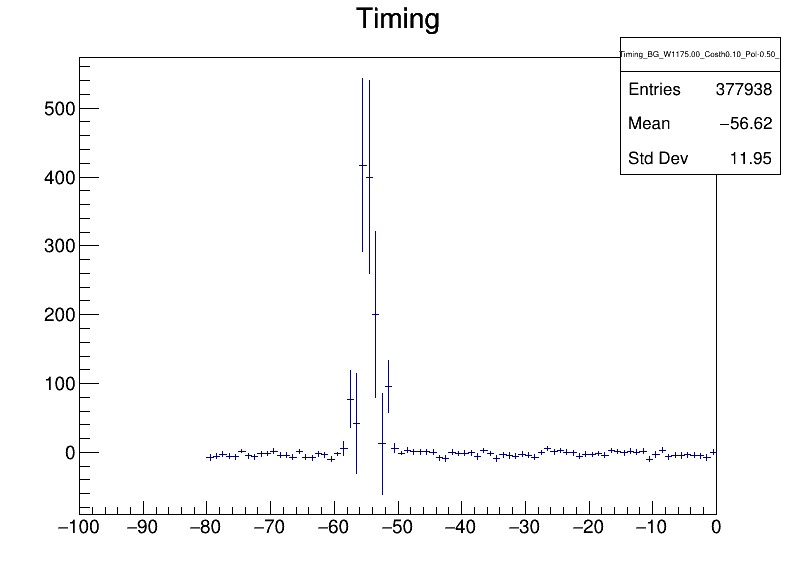 Timing
Timing_BG_W1175.00_Costh0.10_Pol-0.50_
Entries 377938
Mean −56.62
Std Dev 11.95
500
400
300
200
100
0
−100 −90 −80 −70 −60 −50 −40 −30 −20 −10 0